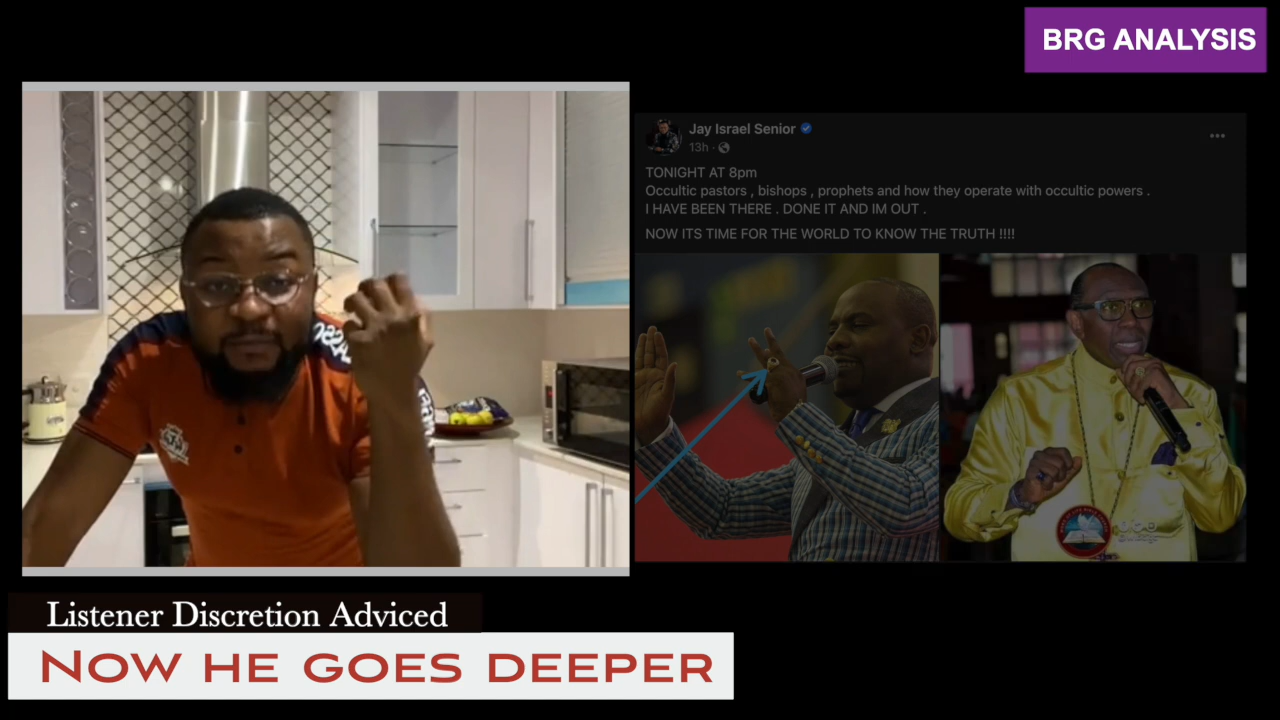 BRG ANALYSIS
Jay Israel Senior
13h
TONIGHT AT 8pm
Occultic pastors , bishops , prophets and how they operate with occultic powers .
I HAVE BEEN THERE . DONE IT AND IM OUT .
NOW ITS TIME FOR THE WORLD TO KNOW THE TRUTH !!!!
Listener Discretion Adviced
NOW HE GOES DEEPER